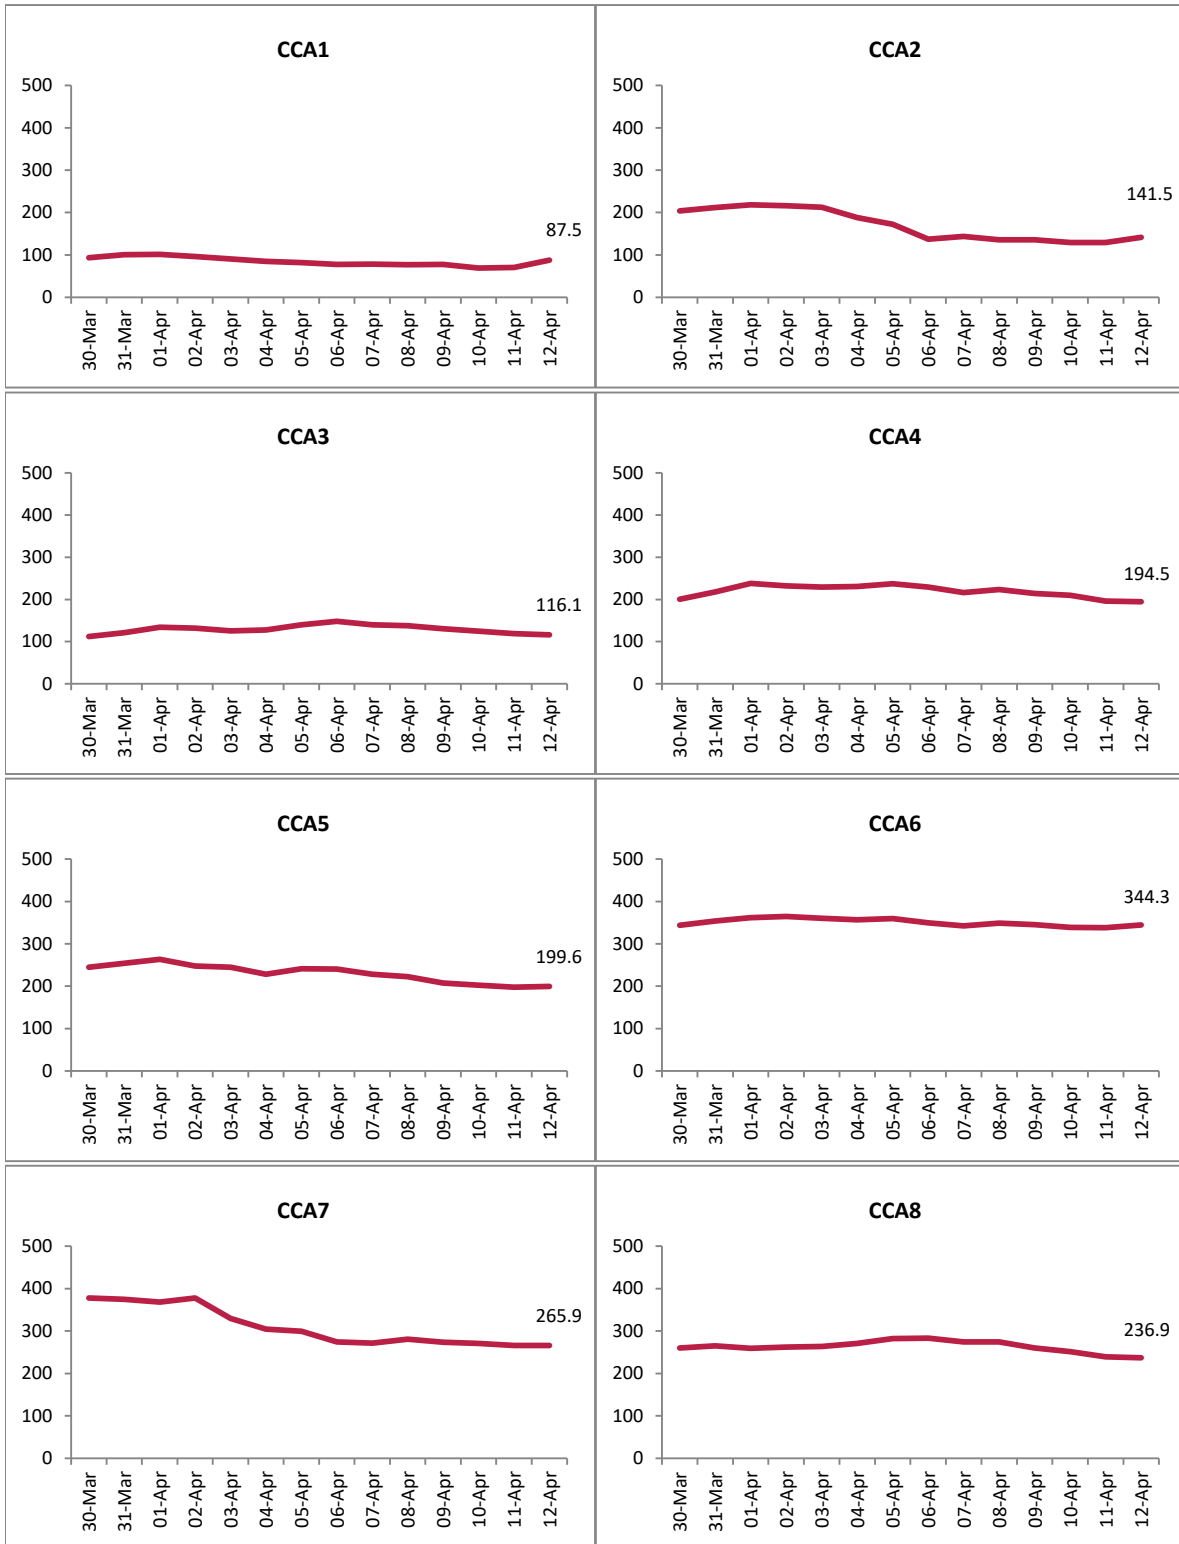 CCA1
500
400
300
200
100
0
87.5
30-Mar
31-Mar
01-Apr
02-Apr
03-Apr
04-Apr
05-Apr
06-Apr
07-Apr
08-Apr
09-Apr
10-Apr
11-Apr
12-Apr
CCA2
500
400
300
200
100
0
141.5
30-Mar
31-Mar
01-Apr
02-Apr
03-Apr
04-Apr
05-Apr
06-Apr
07-Apr
08-Apr
09-Apr
10-Apr
11-Apr
12-Apr
CCA3
500
400
300
200
100
0
116.1
30-Mar
31-Mar
01-Apr
02-Apr
03-Apr
04-Apr
05-Apr
06-Apr
07-Apr
08-Apr
09-Apr
10-Apr
11-Apr
12-Apr
CCA4
500
400
300
200
100
0
194.5
30-Mar
31-Mar
01-Apr
02-Apr
03-Apr
04-Apr
05-Apr
06-Apr
07-Apr
08-Apr
09-Apr
10-Apr
11-Apr
12-Apr
CCA5
500
400
300
200
100
0
199.6
30-Mar
31-Mar
01-Apr
02-Apr
03-Apr
04-Apr
05-Apr
06-Apr
07-Apr
08-Apr
09-Apr
10-Apr
11-Apr
12-Apr
CCA6
500
400
300
200
100
0
344.3
30-Mar
31-Mar
01-Apr
02-Apr
03-Apr
04-Apr
05-Apr
06-Apr
07-Apr
08-Apr
09-Apr
10-Apr
11-Apr
12-Apr
CCA7
500
400
300
200
100
0
265.9
30-Mar
31-Mar
01-Apr
02-Apr
03-Apr
04-Apr
05-Apr
06-Apr
07-Apr
08-Apr
09-Apr
10-Apr
11-Apr
12-Apr
CCA8
500
400
300
200
100
0
236.9
30-Mar
31-Mar
01-Apr
02-Apr
03-Apr
04-Apr
05-Apr
06-Apr
07-Apr
08-Apr
09-Apr
10-Apr
11-Apr
12-Apr